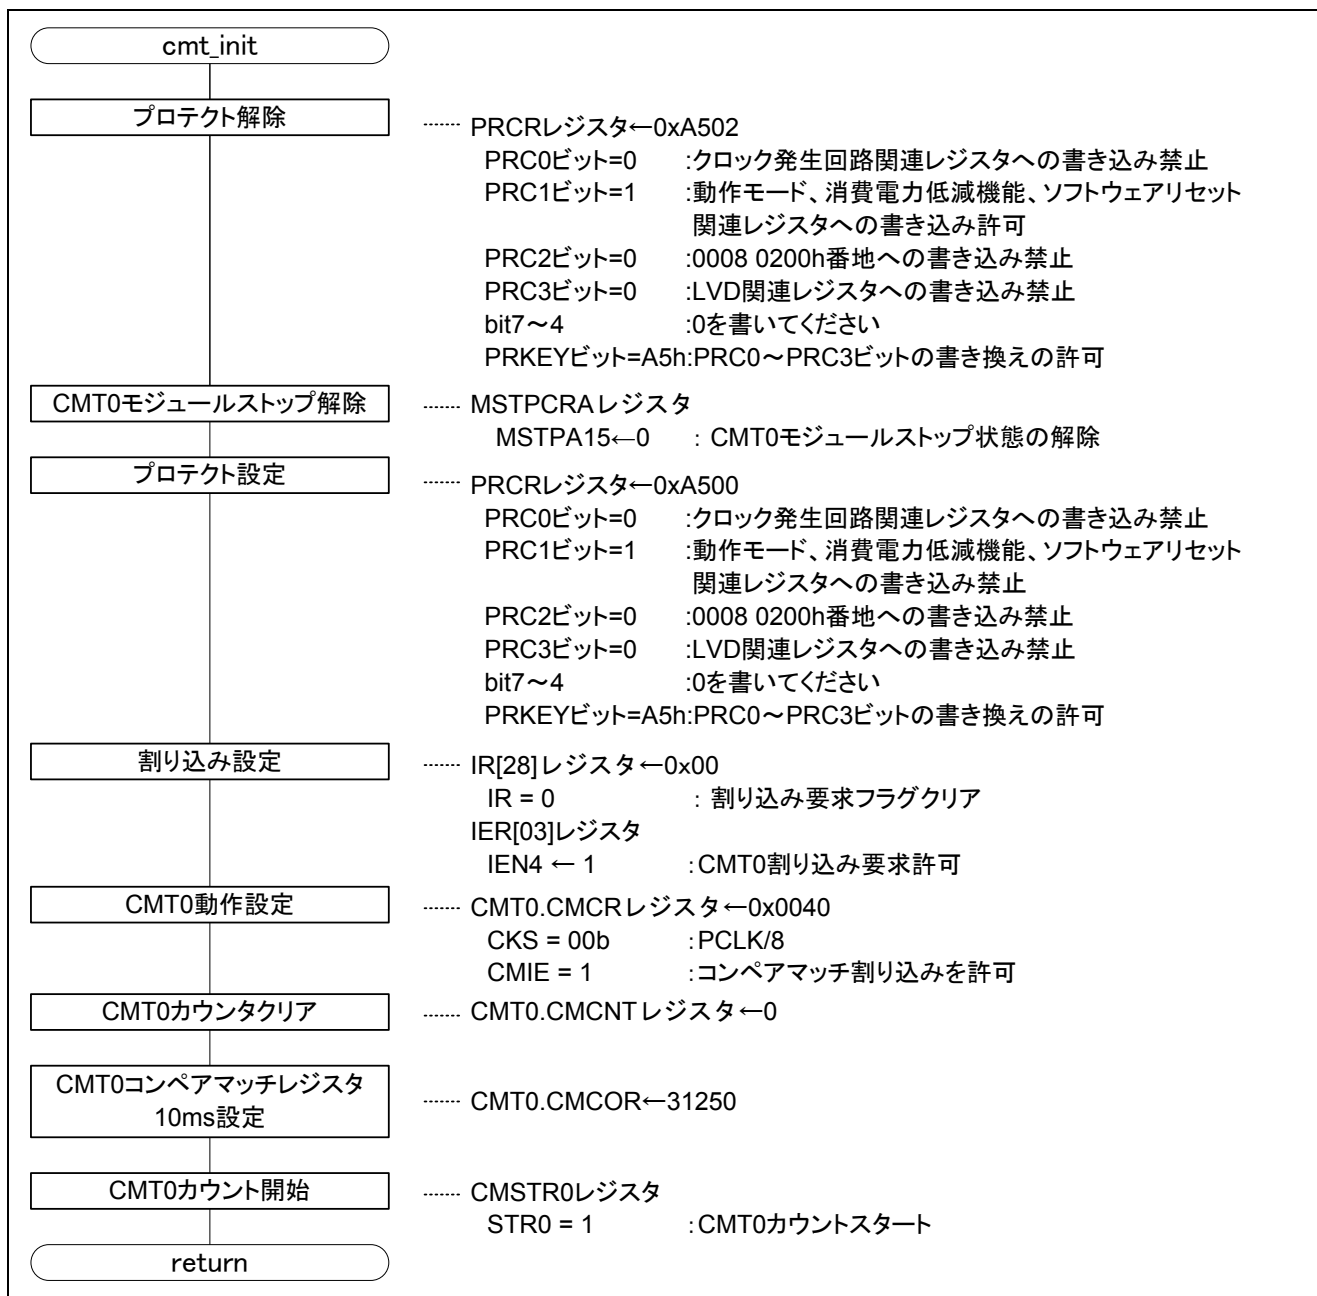 cmt_init
プロテクト解除
PRCRレジスタ←0xA502
PRC0ビット=0 :クロック発生回路関連レジスタへの書き込み禁止
PRC1ビット=1 :動作モード、消費電力低減機能、ソフトウェアリセット
関連レジスタへの書き込み許可
PRC2ビット=0 :0008 0200h番地への書き込み禁止
PRC3ビット=0 :LVD関連レジスタへの書き込み禁止
bit7～4 :0を書いてください
PRKEYビット=A5h:PRC0～PRC3ビットの書き換えの許可
CMT0モジュールストップ解除
MSTPCRAレジスタ
MSTPA15←0 : CMT0モジュールストップ状態の解除
プロテクト設定
PRCRレジスタ←0xA500
PRC0ビット=0 :クロック発生回路関連レジスタへの書き込み禁止
PRC1ビット=1 :動作モード、消費電力低減機能、ソフトウェアリセット
関連レジスタへの書き込み禁止
PRC2ビット=0 :0008 0200h番地への書き込み禁止
PRC3ビット=0 :LVD関連レジスタへの書き込み禁止
bit7～4 :0を書いてください
PRKEYビット=A5h:PRC0～PRC3ビットの書き換えの許可
割り込み設定
IR[28]レジスタ←0x00
IR = 0 : 割り込み要求フラグクリア
IER[03]レジスタ
IEN4 ← 1 :CMT0割り込み要求許可
CMT0動作設定
CMT0.CMCRレジスタ←0x0040
CKS = 00b :PCLK/8
CMIE = 1 :コンペアマッチ割り込みを許可
CMT0カウンタクリア
CMT0.CMCNTレジスタ←0
CMT0コンペアマッチレジスタ
10ms設定
CMT0.CMCOR←31250
CMT0カウント開始
CMSTR0レジスタ
STR0 = 1 :CMT0カウントスタート
return